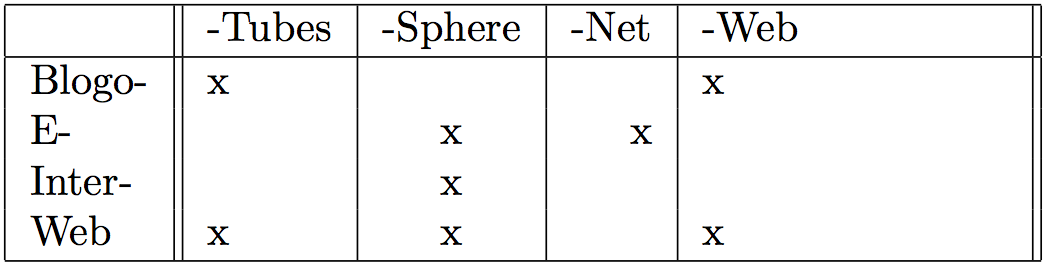 -Tubes -Sphere -Net -Web
Blogo- x x
E- x x
Inter- x
Web x x x